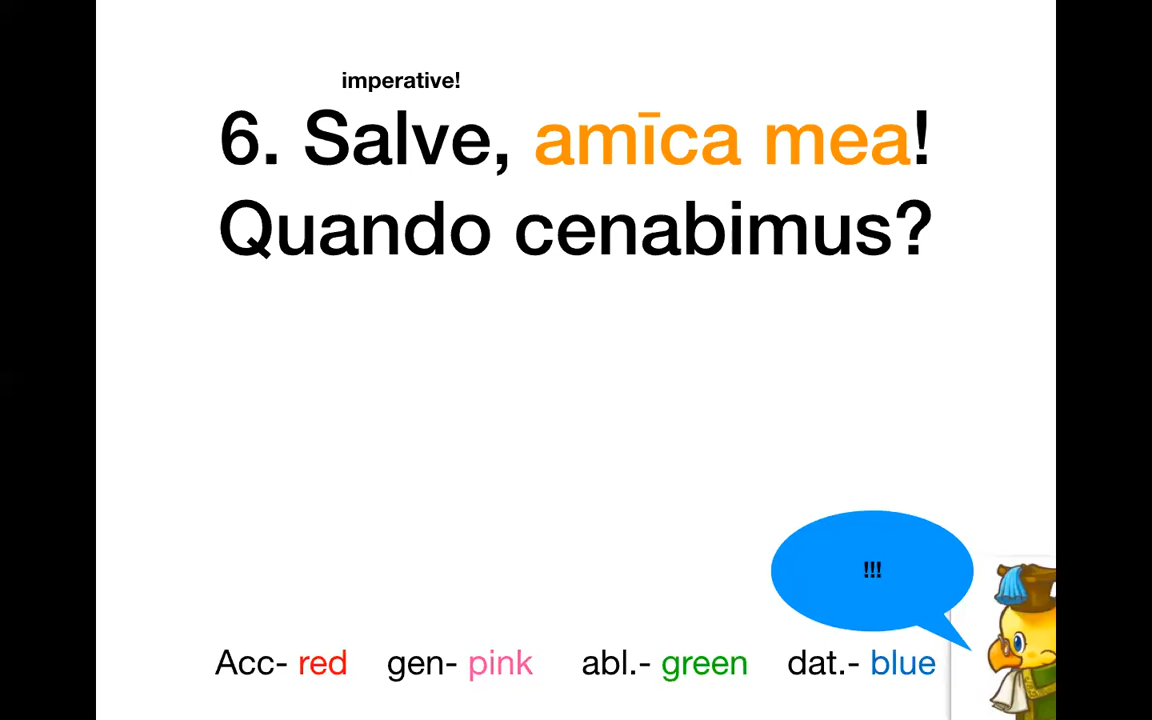 imperative!
6. Salve, amīca mea!
Quando cenabimus?
!!!
Acc- red gen- pink abl.- green dat.- blue